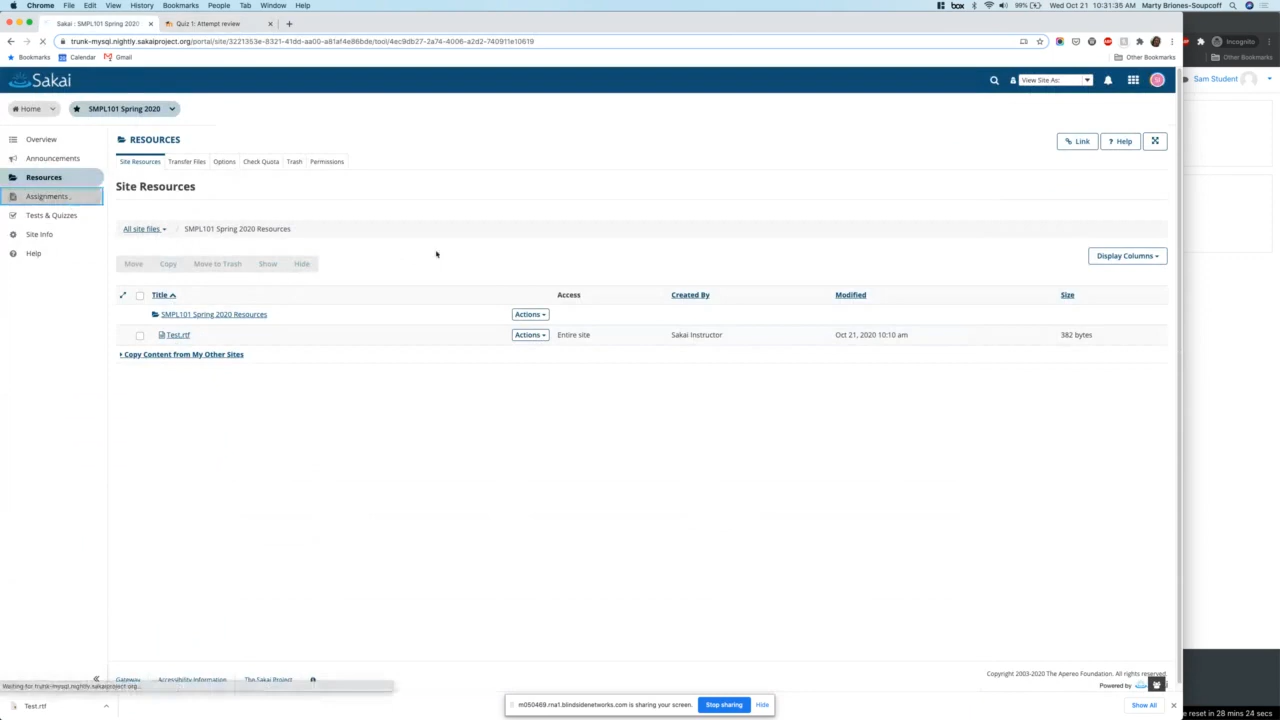 Chrome File Edit View History Bookmarks People Tab Window Help
box 99% Wed Oct 21 10:31:35 AM Marty Briones-Soupcoff
Sakai : SMPL101 Spring 2020 Quiz 1: Attempt review
trunk-mysql.nightly.sakaiproject.org/portal/site/3221353e-8321-41dd-aa00-a81af4e86bde/tool/4ec9db27-2a74-4006-a2d2-740911e10619
Incognito
Bookmarks Calendar Gmail Other Bookmarks
Other Bookmarks
Sakai View Site As:
Sam Student
Home SMPL101 Spring 2020
Overview
Announcements
Resources
Assignments
Tests & Quizzes
Site Info
Help
RESOURCES
Link ? Help
Site Resources Transfer Files Options Check Quota Trash Permissions
Site Resources
All site files / SMPL101 Spring 2020 Resources
Move Copy Move to Trash Show Hide
Display Columns
Title Access Created By Modified Size
SMPL101 Spring 2020 Resources Actions
Test.rtf Actions Entire site Sakai Instructor Oct 21, 2020 10:10 am 382 bytes
Copy Content from My Other Sites
Gateway Accessibility Information The Sakai Project
Copyright 2003-2020 The Apereo Foundation. All rights reserved.
Powered by
Waiting for trunk-mysql.nightly.sakaiproject.org...
Test.rtf
m050469.rna1.blindsidenetworks.com is sharing your screen. Stop sharing Hide
Show All
e reset in 28 mins 24 secs